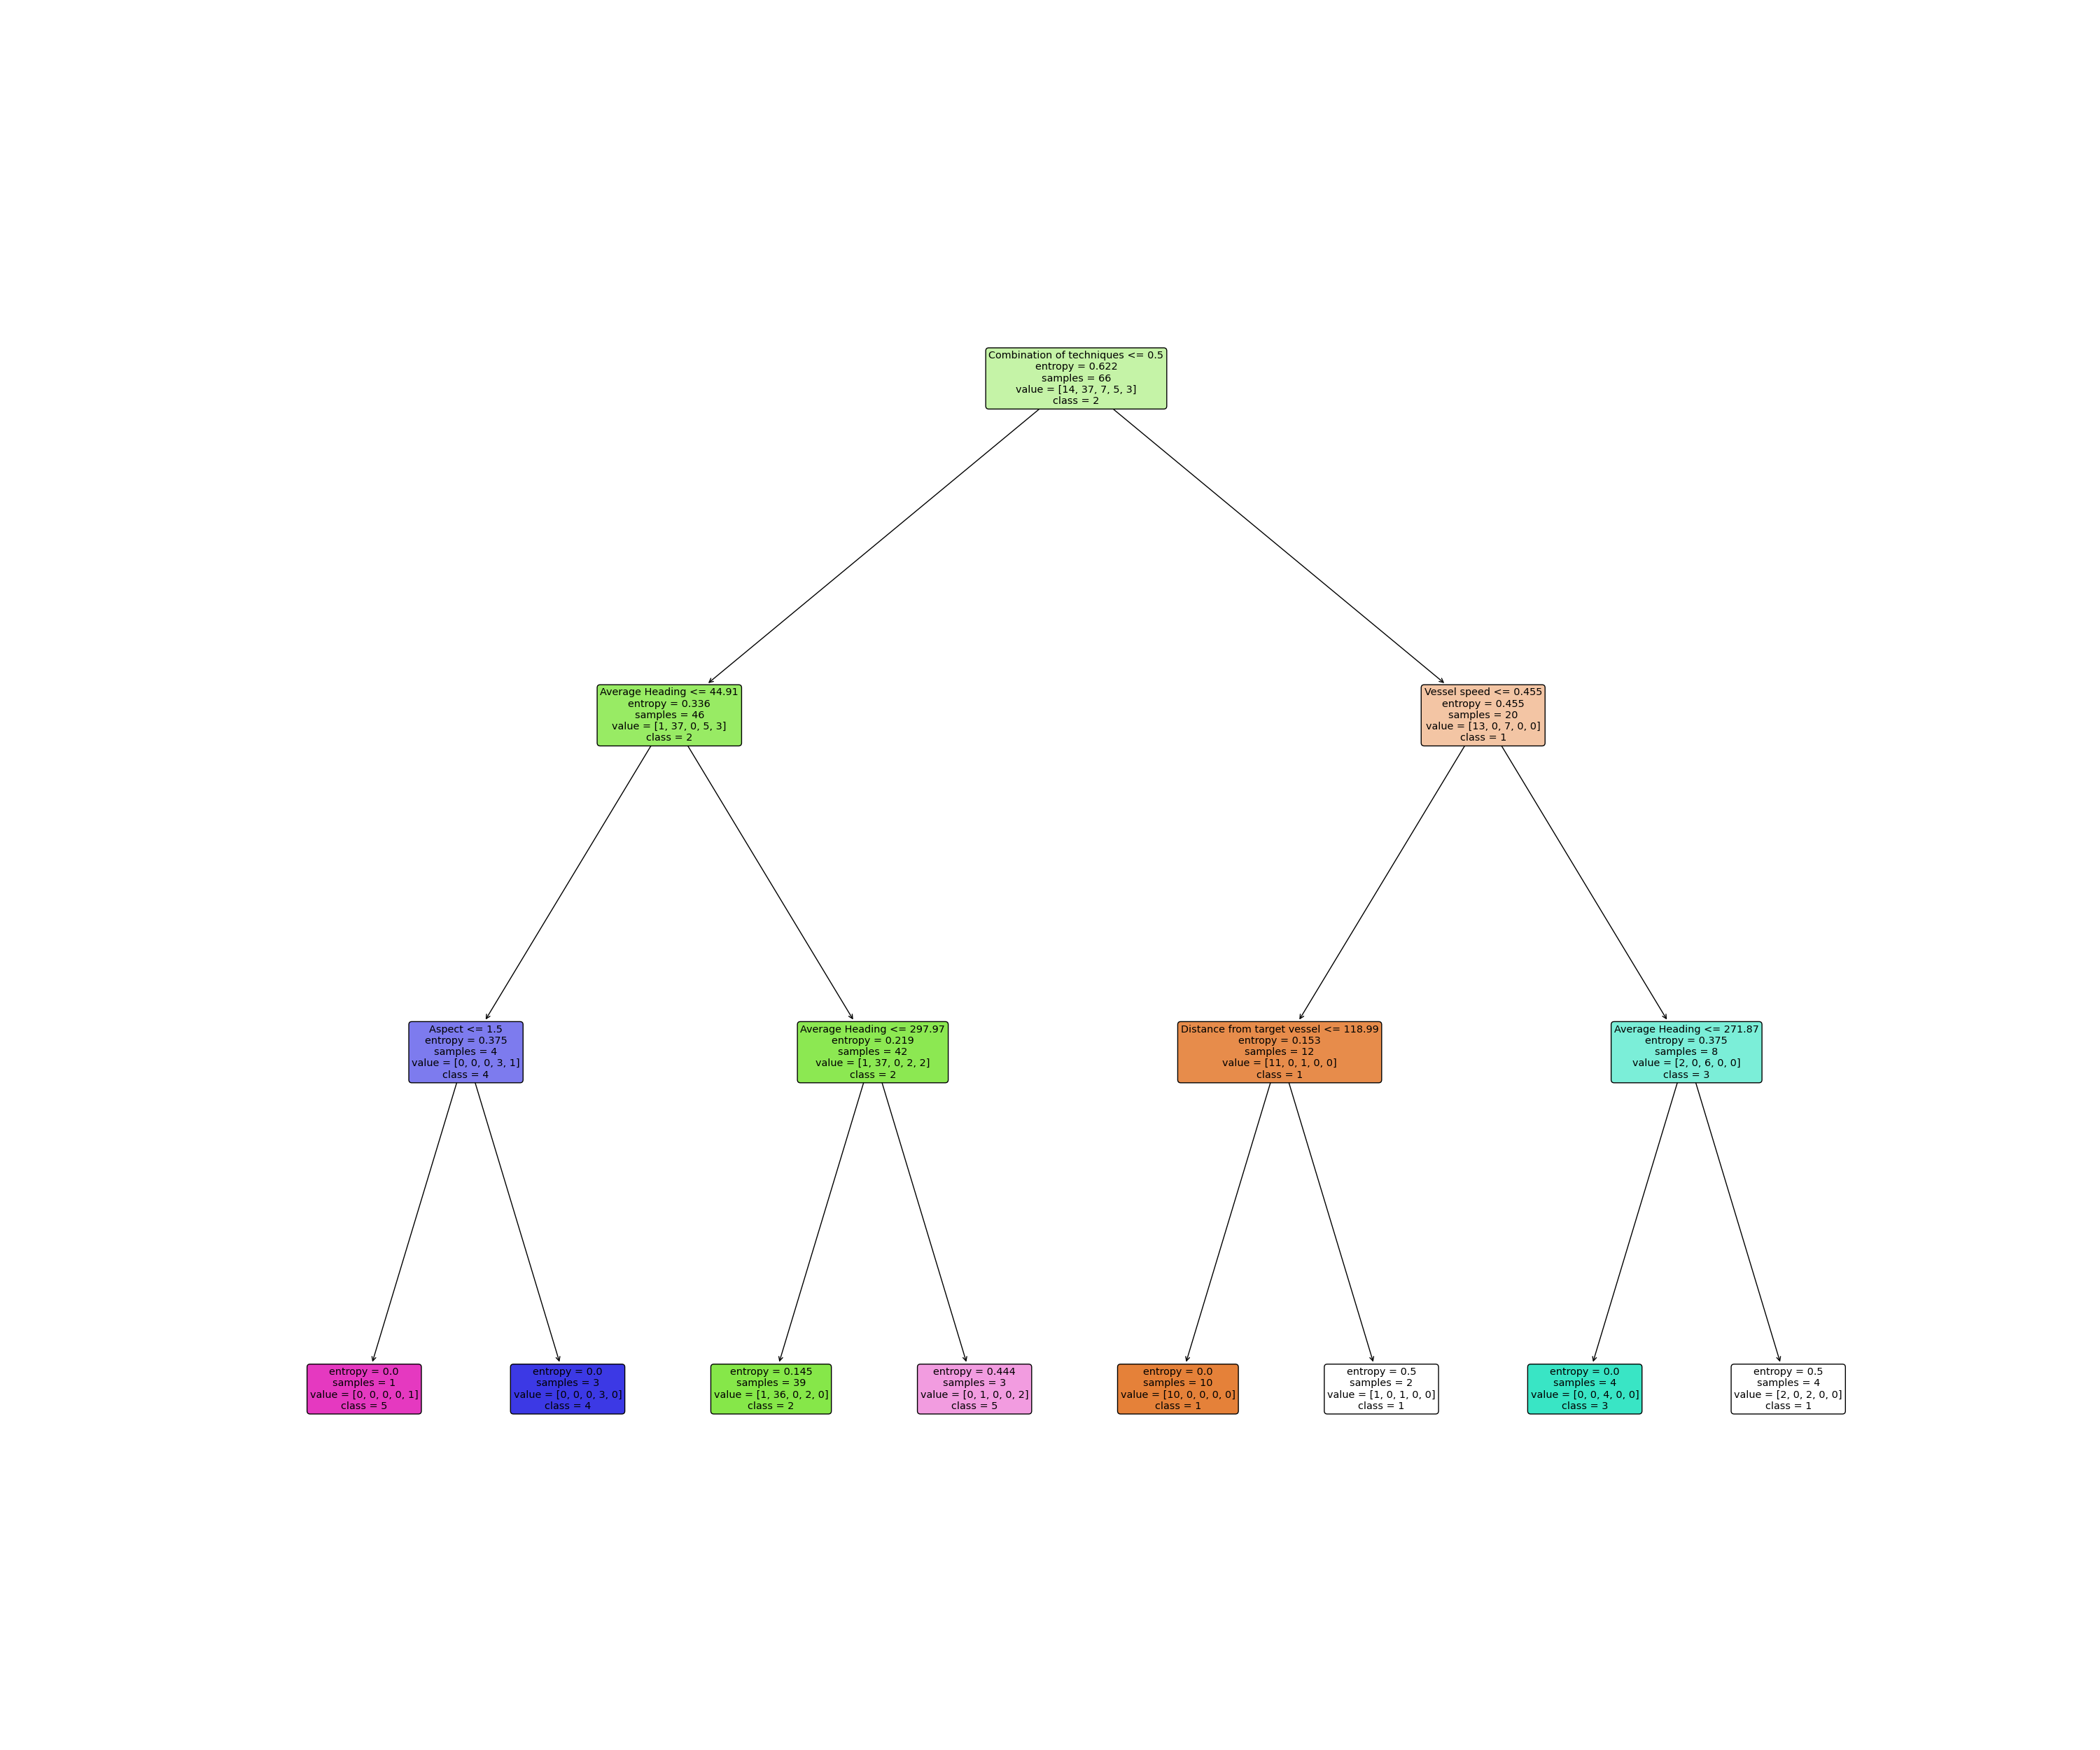 Combination of techniques <= 0.5
entropy = 0.622
samples = 66
value = [14, 37, 7, 5, 3]
class = 2
Average Heading <= 44.91
entropy = 0.336
samples = 46
value = [1, 37, 0, 5, 3]
class = 2
Vessel speed <= 0.455
entropy = 0.455
samples = 20
value = [13, 0, 7, 0, 0]
class = 1
Aspect <= 1.5
entropy = 0.375
samples = 4
value = [0, 0, 0, 3, 1]
class = 4
Average Heading <= 297.97
entropy = 0.219
samples = 42
value = [1, 37, 0, 2, 2]
class = 2
Distance from target vessel <= 118.99
entropy = 0.153
samples = 12
value = [11, 0, 1, 0, 0]
class = 1
Average Heading <= 271.87
entropy = 0.375
samples = 8
value = [2, 0, 6, 0, 0]
class = 3
entropy = 0.0
samples = 1
value = [0, 0, 0, 0, 1]
class = 5
entropy = 0.0
samples = 3
value = [0, 0, 0, 3, 0]
class = 4
entropy = 0.145
samples = 39
value = [1, 36, 0, 2, 0]
class = 2
entropy = 0.444
samples = 3
value = [0, 1, 0, 0, 2]
class = 5
entropy = 0.0
samples = 10
value = [10, 0, 0, 0, 0]
class = 1
entropy = 0.5
samples = 2
value = [1, 0, 1, 0, 0]
class = 1
entropy = 0.0
samples = 4
value = [0, 0, 4, 0, 0]
class = 3
entropy = 0.5
samples = 4
value = [2, 0, 2, 0, 0]
class = 1